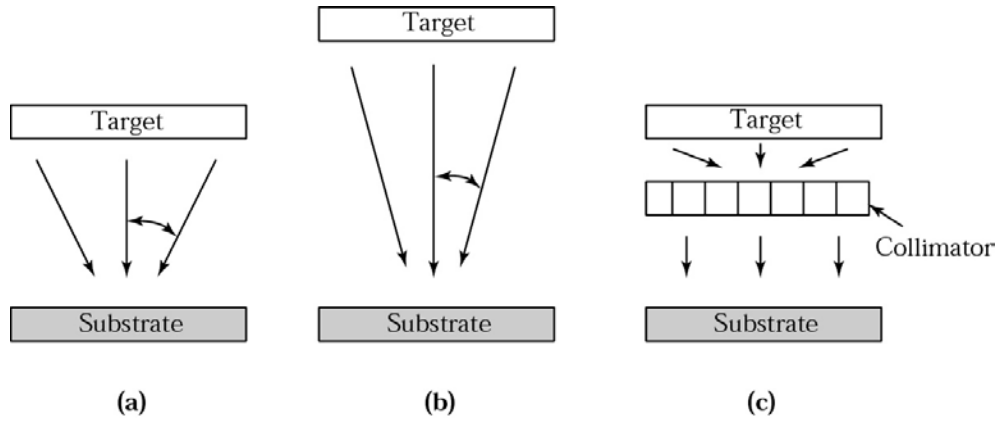 Target
Substrate
(a)
Target
Substrate
(b)
Target
Collimator
Substrate
(c)